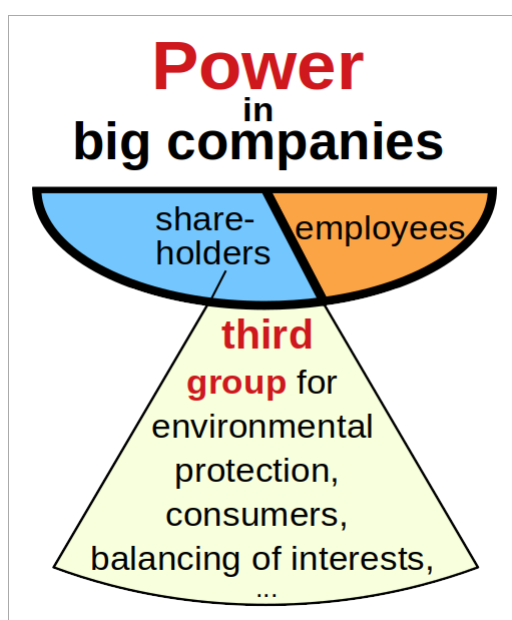 Power
in
big companies
share-
holders
employees
third
group for
environmental
protection,
consumers,
balancing of interests,
...